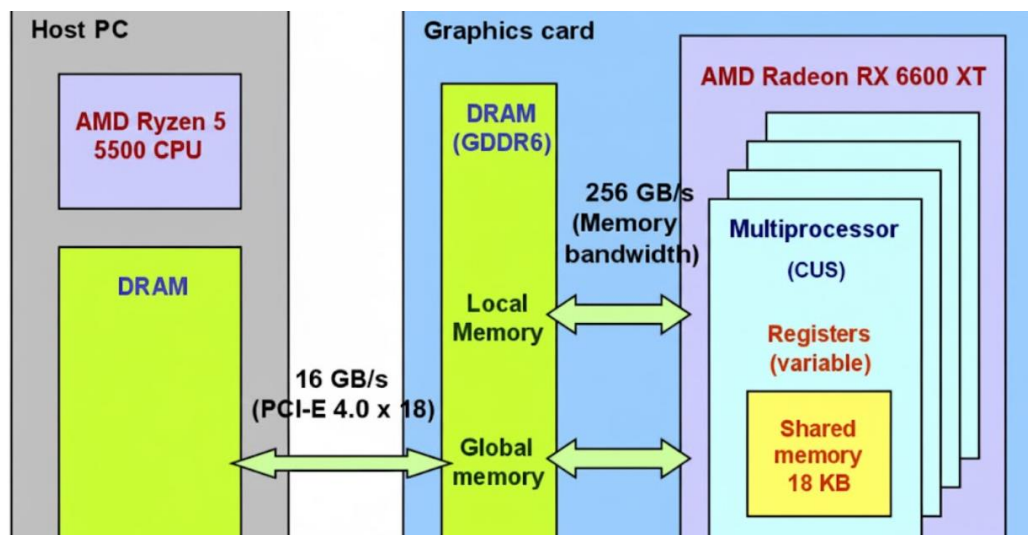 Host PC
AMD Ryzen 5
5500 CPU
DRAM
16 GB/s
(PCI-E 4.0 x 18)
Graphics card
DRAM
(GDDR6)
Local
Memory
Global
memory
256 GB/s
(Memory
bandwidth)
AMD Radeon RX 6600 XT
Multiprocessor
(CUS)
Registers
(variable)
Shared
memory
18 KB